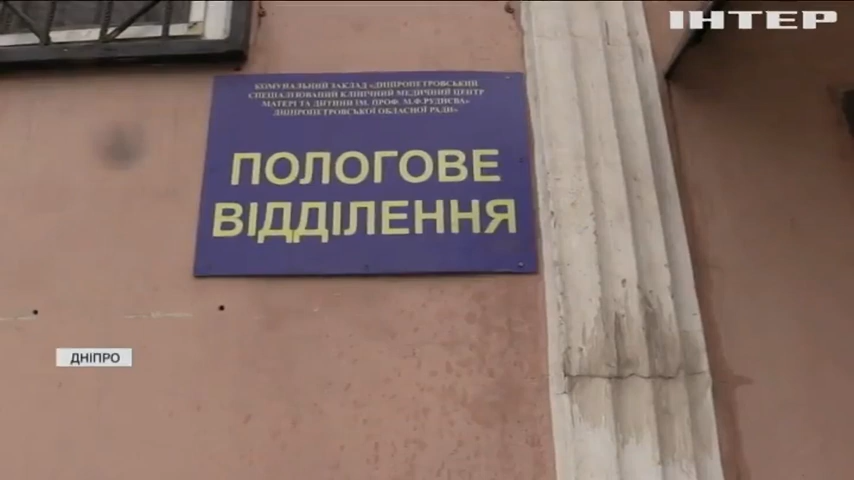 ІНТЕР
КОМУНАЛЬНИЙ ЗАКЛАД «ДНІПРОПЕТРОВСЬКИЙ
СПЕЦІАЛІЗОВАНИЙ КЛІНІЧНИЙ МЕДИЧНИЙ ЦЕНТР
МАТЕРІ ТА ДИТИНИ ІМ. ПРОФ. М.Ф.РУДНЄВА»
ДНІПРОПЕТРОВСЬКОЇ ОБЛАСНОЇ РАДИ»
ПОЛОГОВЕ
ВІДДІЛЕННЯ
ДНІПРО